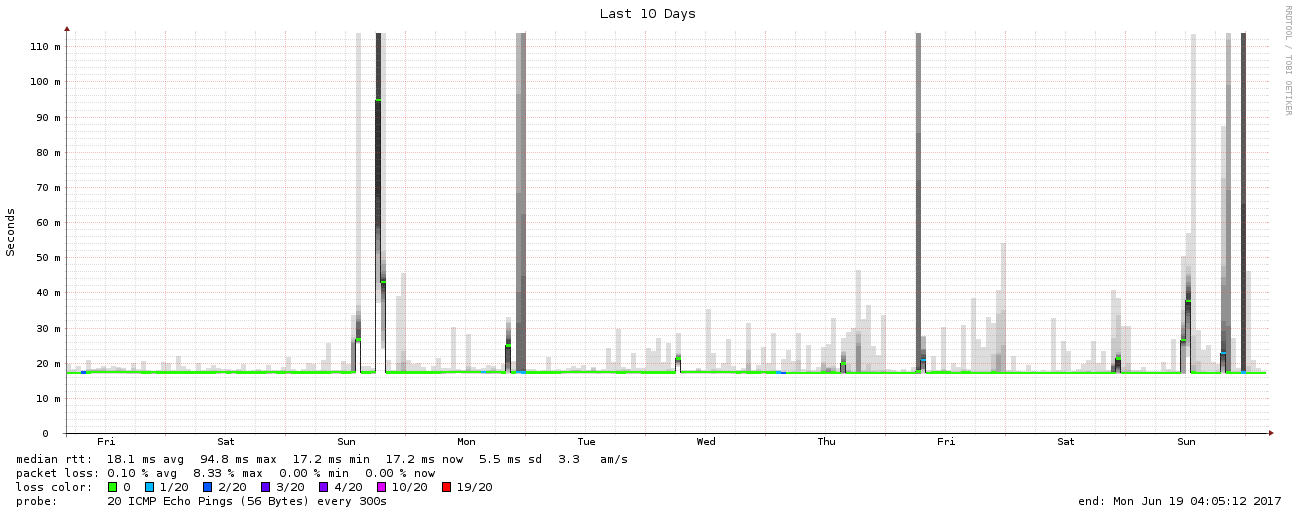 Last 10 Days
RRDTOOL / TOBI OETIKER
Seconds
110 m
100 m
90 m
80 m
70 m
60 m
50 m
40 m
30 m
20 m
10 m
0
Fri Sat Sun Mon Tue Wed Thu Fri Sat Sun
median rtt: 18.1 ms avg 94.8 ms max 17.2 ms min 17.2 ms now 5.5 ms sd 3.3 am/s
packet loss: 0.10 % avg 8.33 % max 0.00 % min 0.00 % now
loss color: 0 1/20 2/20 3/20 4/20 10/20 19/20
probe: 20 ICMP Echo Pings (56 Bytes) every 300s end: Mon Jun 19 04:05:12 2017